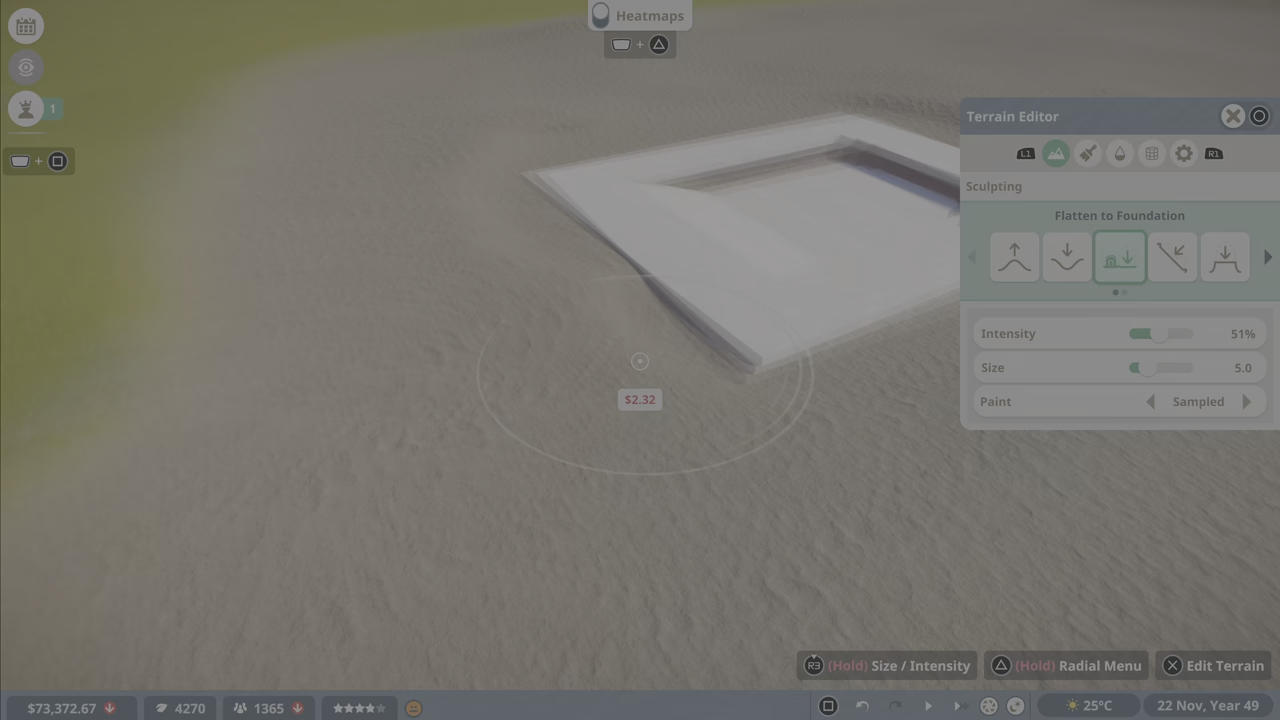 Heatmaps
+
1
+
Terrain Editor
L1
R1
Sculpting
Flatten to Foundation
Intensity 51%
Size 5.0
Paint Sampled
$2.32
R3 (Hold) Size / Intensity
(Hold) Radial Menu
Edit Terrain
$73,372.67
4270
1365
25°C
22 Nov, Year 49